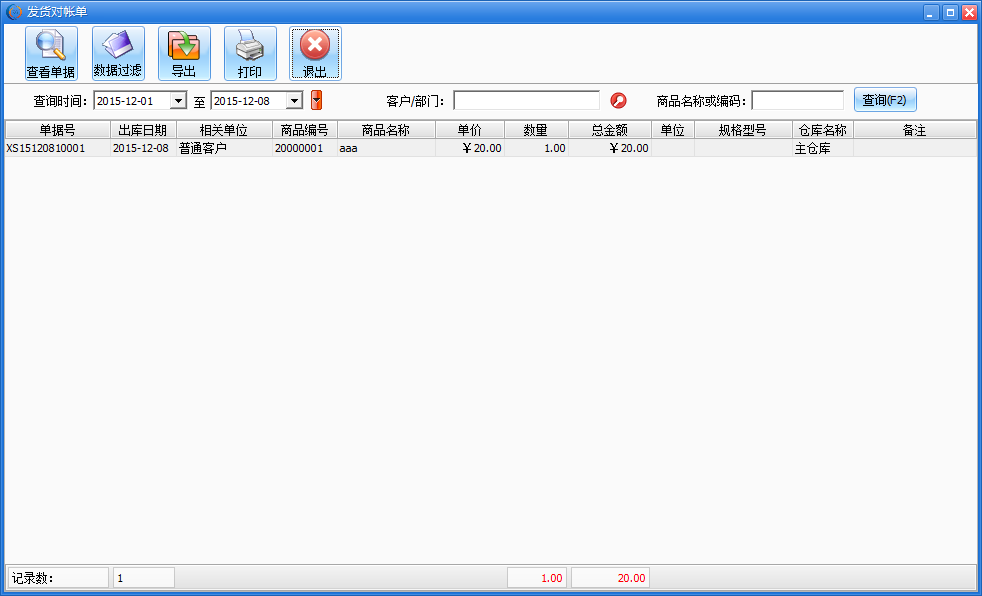 发货对帐单
查看单据 数据过滤 导出 打印 退出
查询时间: 2015-12-01 至 2015-12-08 客户/部门: 商品名称或编码: 查询(F2)
单据号 出库日期 相关单位 商品编号 商品名称 单价 数量 总金额 单位 规格型号 仓库名称 备注
XS15120810001 2015-12-08 普通客户 20000001 aaa ￥20.00 1.00 ￥20.00 主仓库
记录数: 1 1.00 20.00